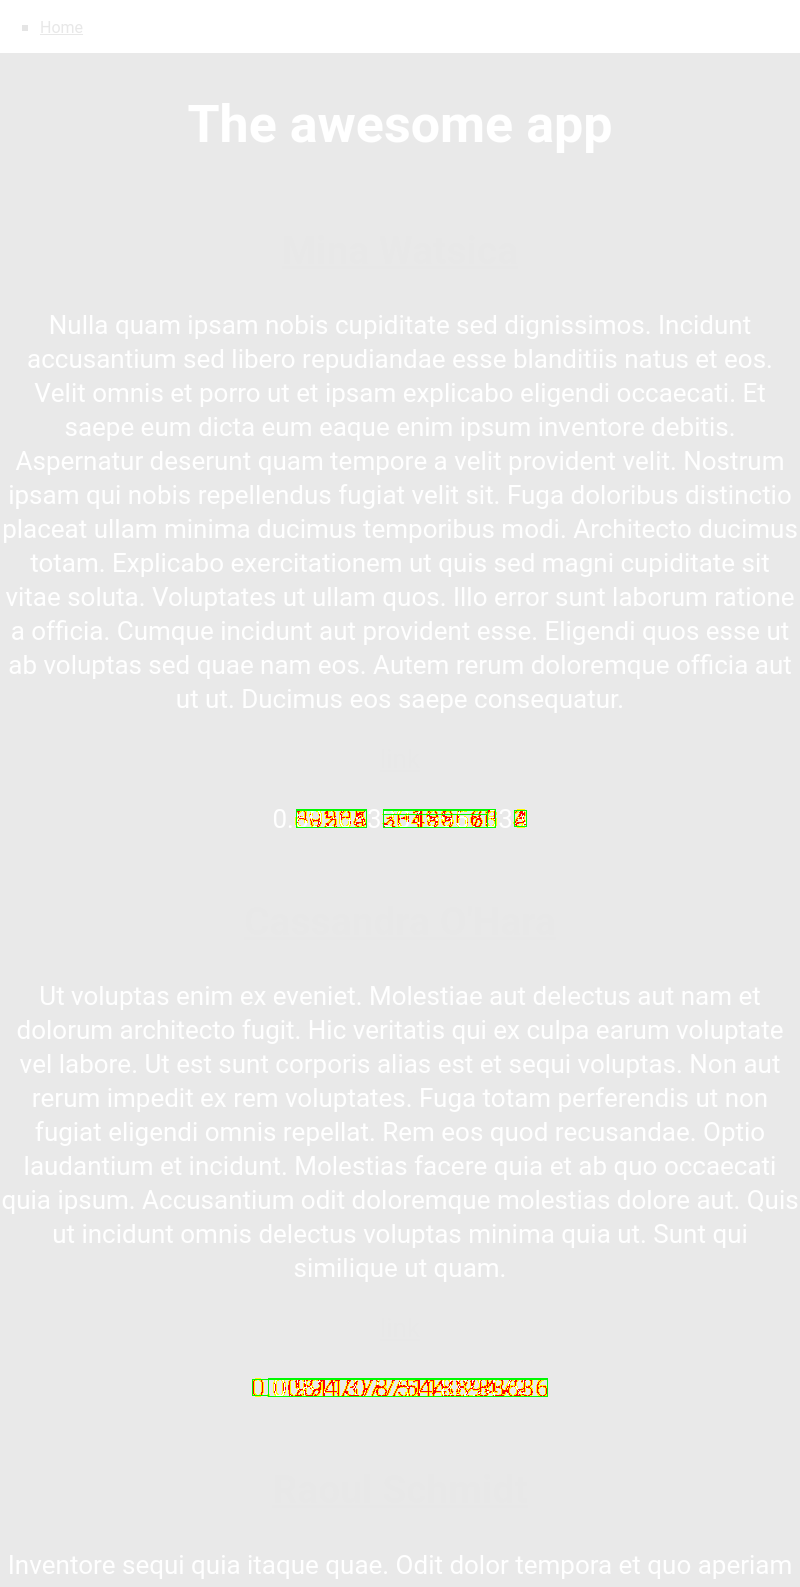 Home
The awesome app
Nulla quam ipsam nobis cupiditate sed dignissimos. Incidunt
accusantium sed libero repudiandae esse blanditiis natus et eos.
Velit omnis et porro ut et ipsam explicabo eligendi occaecati. Et
saepe eum dicta eum eaque enim ipsum inventore debitis.
Aspernatur deserunt quam tempore a velit provident velit. Nostrum
ipsam qui nobis repellendus fugiat velit sit. Fuga doloribus distinctio
placeat ullam minima ducimus temporibus modi. Architecto ducimus
totam. Explicabo exercitationem ut quis sed magni cupiditate sit
vitae soluta. Voluptates ut ullam quos. Illo error sunt laborum ratione
a officia. Cumque incidunt aut provident esse. Eligendi quos esse ut
ab voluptas sed quae nam eos. Autem rerum doloremque officia aut
ut ut. Ducimus eos saepe consequatur.
Ut voluptas enim ex eveniet. Molestiae aut delectus aut nam et
dolorum architecto fugit. Hic veritatis qui ex culpa earum voluptate
vel labore. Ut est sunt corporis alias est et sequi voluptas. Non aut
rerum impedit ex rem voluptates. Fuga totam perferendis ut non
fugiat eligendi omnis repellat. Rem eos quod recusandae. Optio
laudantium et incidunt. Molestias facere quia et ab quo occaecati
quia ipsum. Accusantium odit doloremque molestias dolore aut. Quis
ut incidunt omnis delectus voluptas minima quia ut. Sunt qui
similique ut quam.
Inventore sequi quia itaque quae. Odit dolor tempora et quo aperiam